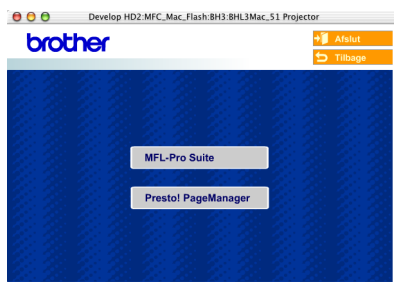 Develop HD2:MFC_Mac_Flash:BH3:BHL3Mac_51 Projector
brother
Afslut
Tilbage
MFL-Pro Suite
Presto! PageManager